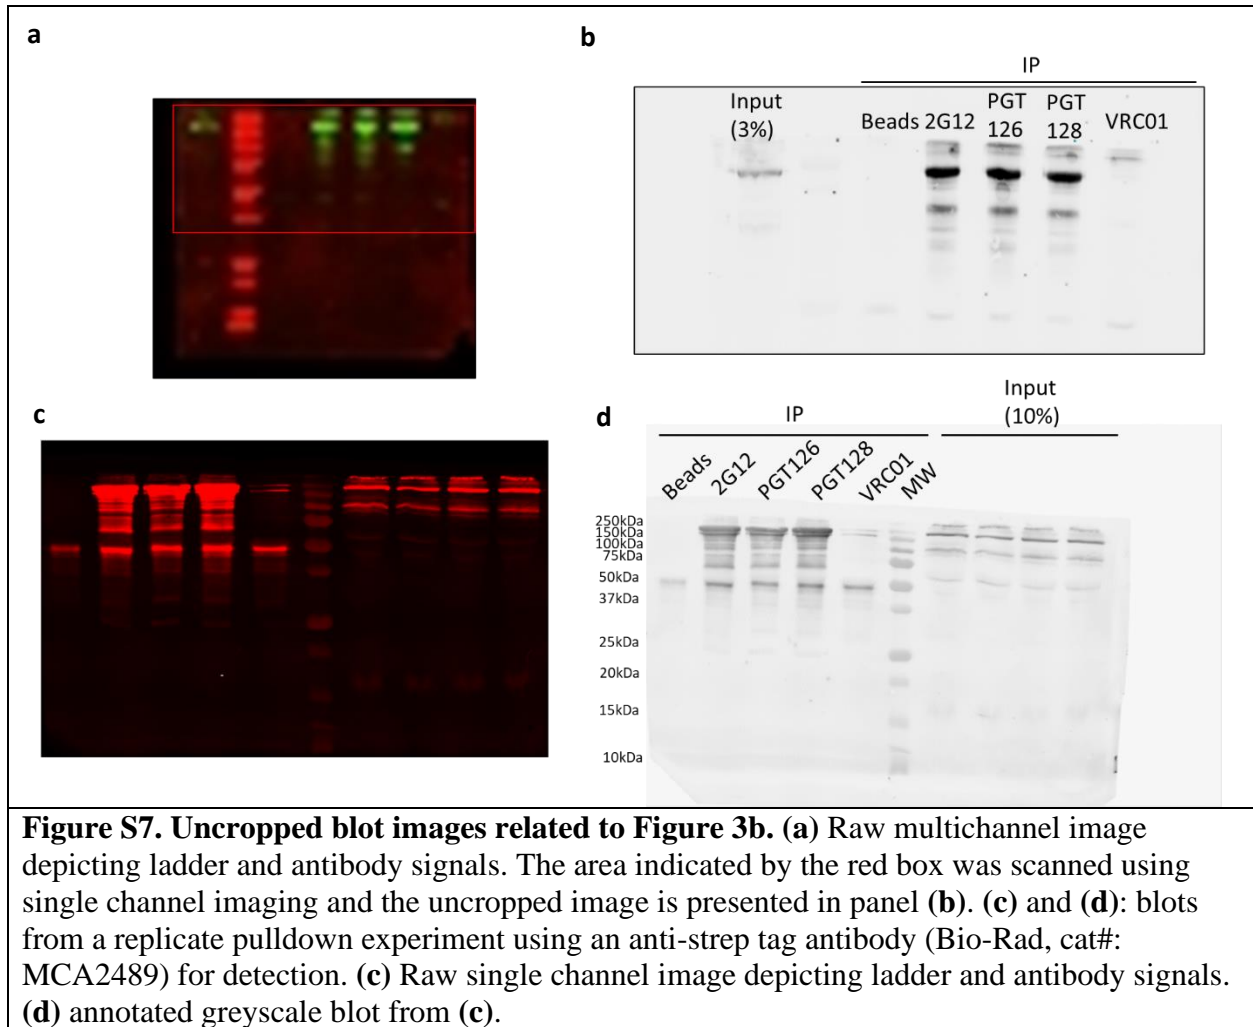 a
b
IP
Input
(3%)
Beads 2G12
PGT
126
PGT
128
VRC01
c
d
IP
Input
(10%)
Beads
2G12
PGT126
PGT128
VRC01
MW
250kDa
150kDa
100kDa
75kDa
50kDa
37kDa
25kDa
20kDa
15kDa
10kDa
Figure S7. Uncropped blot images related to Figure 3b. (a) Raw multichannel image
depicting ladder and antibody signals. The area indicated by the red box was scanned using
single channel imaging and the uncropped image is presented in panel (b). (c) and (d): blots
from a replicate pulldown experiment using an anti-strep tag antibody (Bio-Rad, cat#:
MCA2489) for detection. (c) Raw single channel image depicting ladder and antibody signals.
(d) annotated greyscale blot from (c).